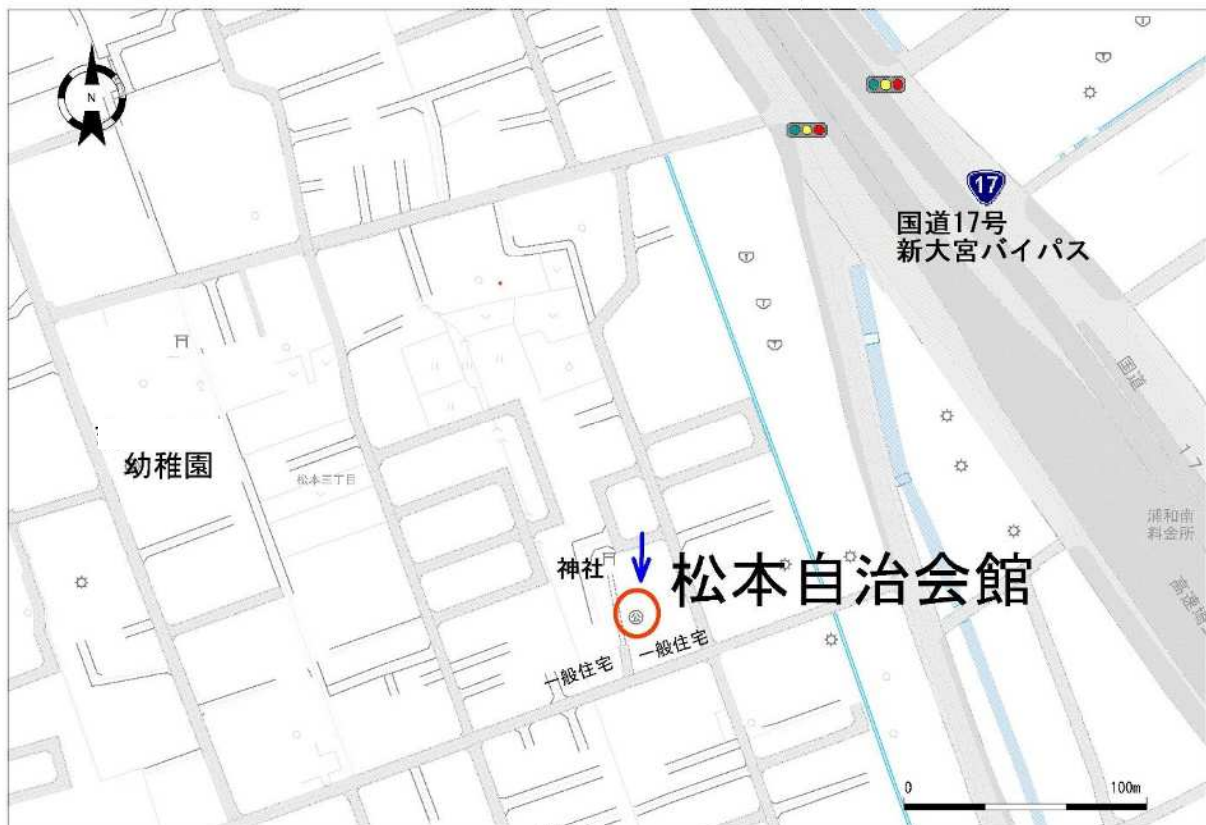 N
17
国道17号
新大宮バイパス
国道
17
幼稚園
松本三丁目
浦和南
料金所
神社
松本自治会館
公
一般住宅
一般住宅
0
100m